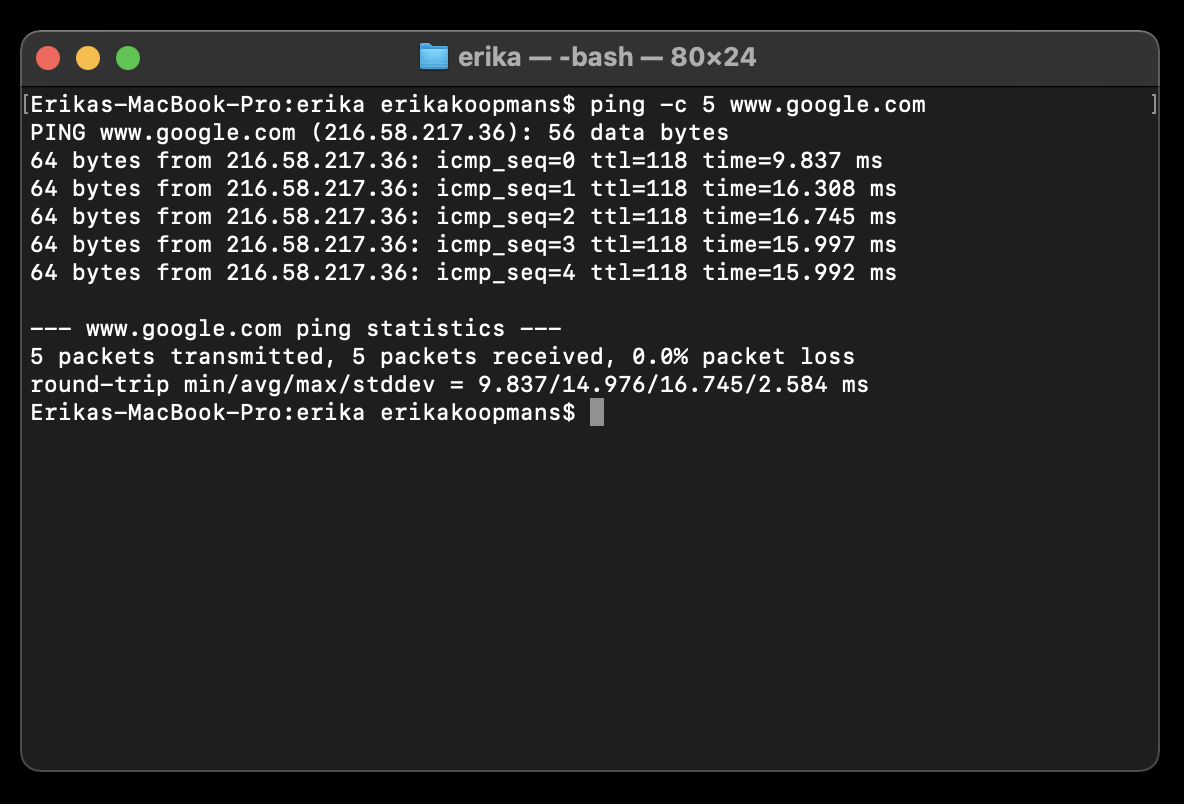 erika — -bash — 80×24
[Erikas-MacBook-Pro:erika erikakoopmans$ ping -c 5 www.google.com ]
PING www.google.com (216.58.217.36): 56 data bytes
64 bytes from 216.58.217.36: icmp_seq=0 ttl=118 time=9.837 ms
64 bytes from 216.58.217.36: icmp_seq=1 ttl=118 time=16.308 ms
64 bytes from 216.58.217.36: icmp_seq=2 ttl=118 time=16.745 ms
64 bytes from 216.58.217.36: icmp_seq=3 ttl=118 time=15.997 ms
64 bytes from 216.58.217.36: icmp_seq=4 ttl=118 time=15.992 ms

--- www.google.com ping statistics ---
5 packets transmitted, 5 packets received, 0.0% packet loss
round-trip min/avg/max/stddev = 9.837/14.976/16.745/2.584 ms
Erikas-MacBook-Pro:erika erikakoopmans$